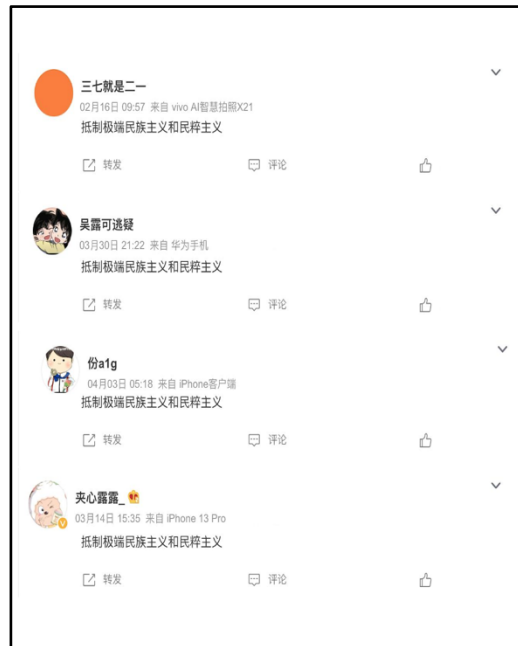 三七就是二一
02月16日 09:57 来自 vivo AI智慧拍照X21
抵制极端民族主义和民粹主义
转发 评论
吴露可逃疑
03月30日 21:22 来自 华为手机
抵制极端民族主义和民粹主义
转发 评论
份a1g
04月03日 05:18 来自 iPhone客户端
抵制极端民族主义和民粹主义
转发 评论
夹心露露_
03月14日 15:35 来自 iPhone 13 Pro
抵制极端民族主义和民粹主义
转发 评论